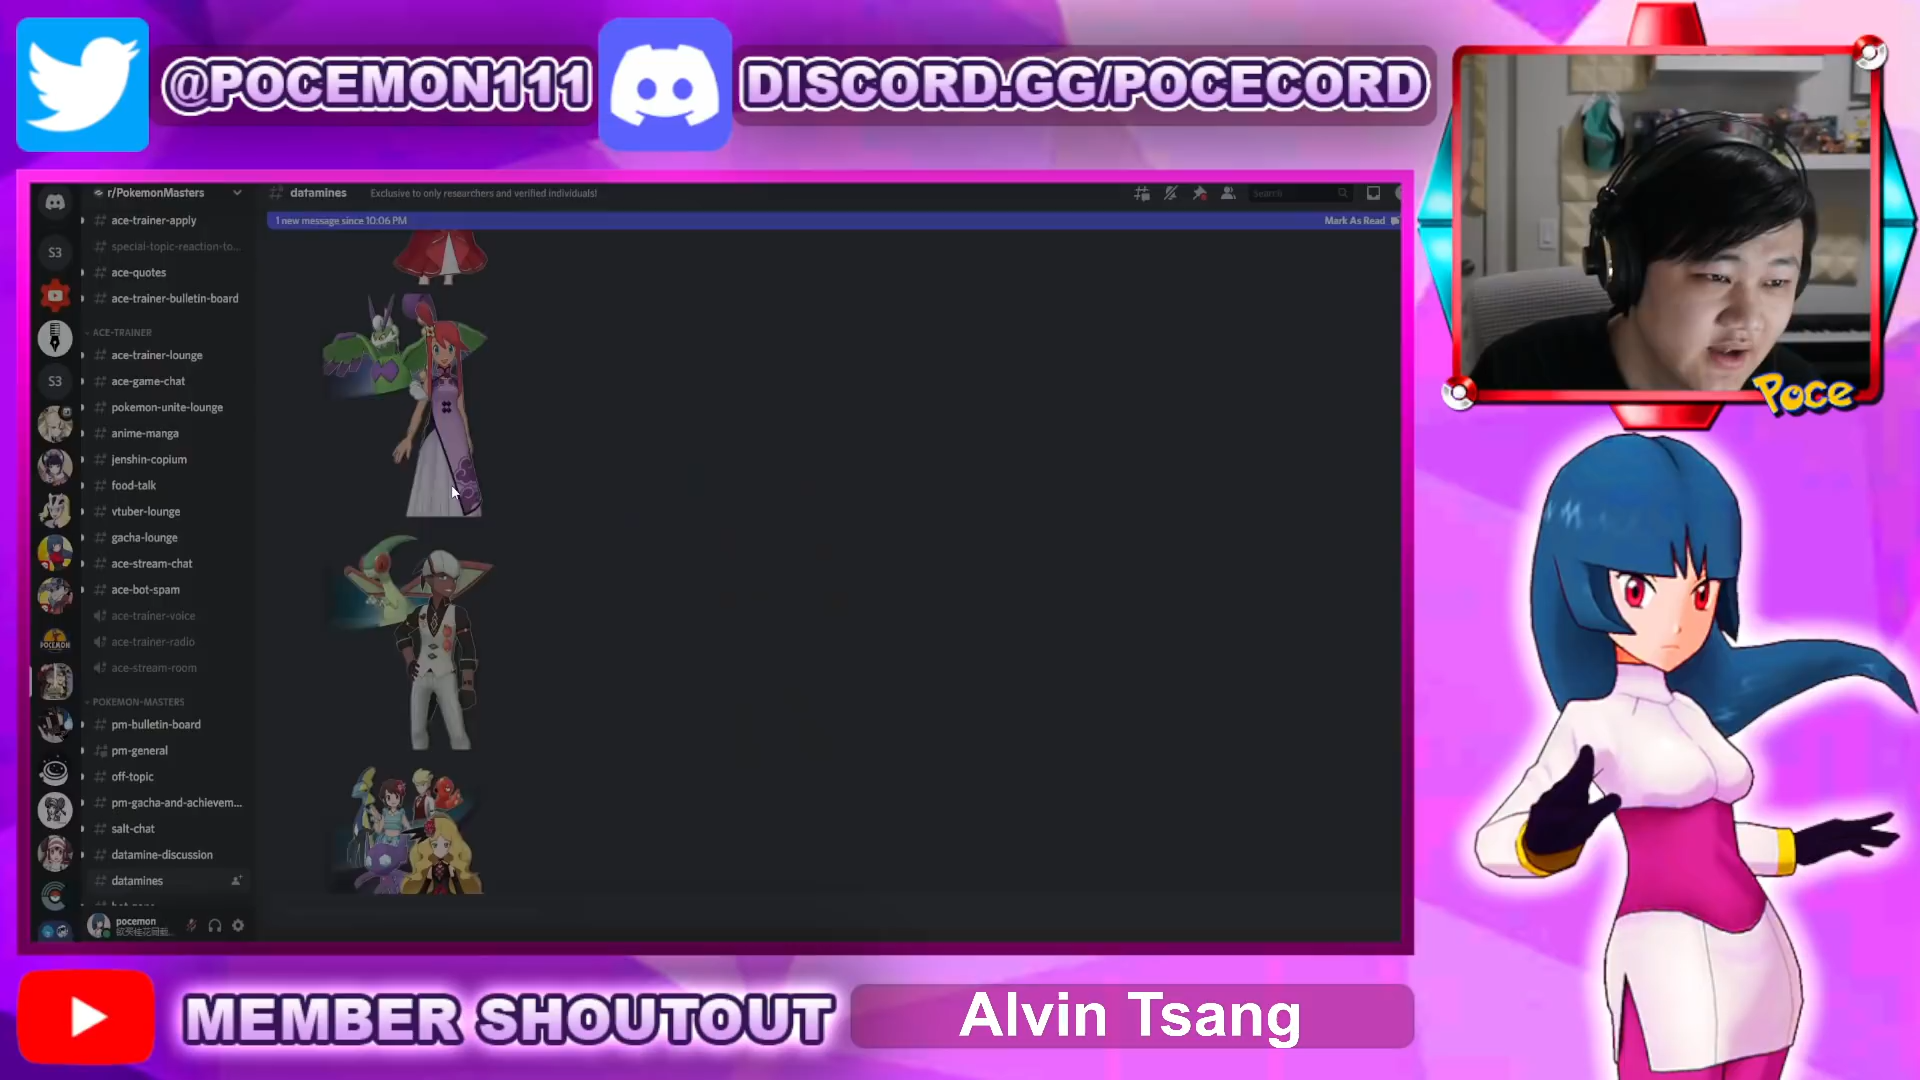 @POCEMON111
DISCORD.GG/POCECORD
r/PokemonMasters
datamines
Exclusive to only researchers and verified individuals!
Search
1 new message since 10:06 PM
Mark As Read
ace-trainer-apply
special-topic-reaction-to...
S3
ace-quotes
ace-trainer-bulletin-board
ACE-TRAINER
ace-trainer-lounge
S3
ace-game-chat
pokemon-unite-lounge
anime-manga
jenshin-copium
food-talk
vtuber-lounge
gacha-lounge
ace-stream-chat
ace-bot-spam
ace-trainer-voice
POCEMON
ace-trainer-radio
ace-stream-room
POKEMON-MASTERS
pm-bulletin-board
pm-general
off-topic
pm-gacha-and-achievem...
salt-chat
datamine-discussion
datamines
pocemon
Poce
MEMBER SHOUTOUT
Alvin Tsang